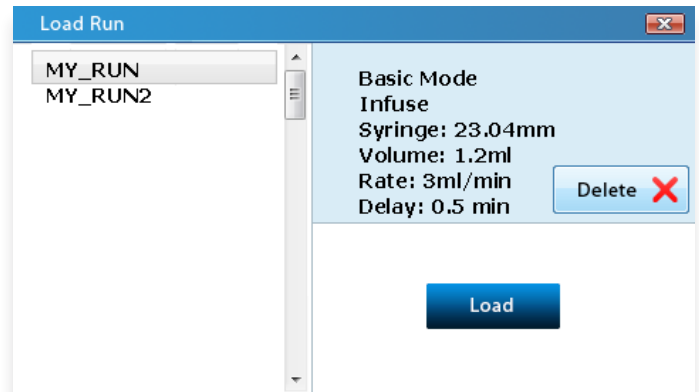 Load Run
MY_RUN
MY_RUN2
Basic Mode
Infuse
Syringe: 23.04mm
Volume: 1.2ml
Rate: 3ml/min
Delay: 0.5 min
Delete
Load